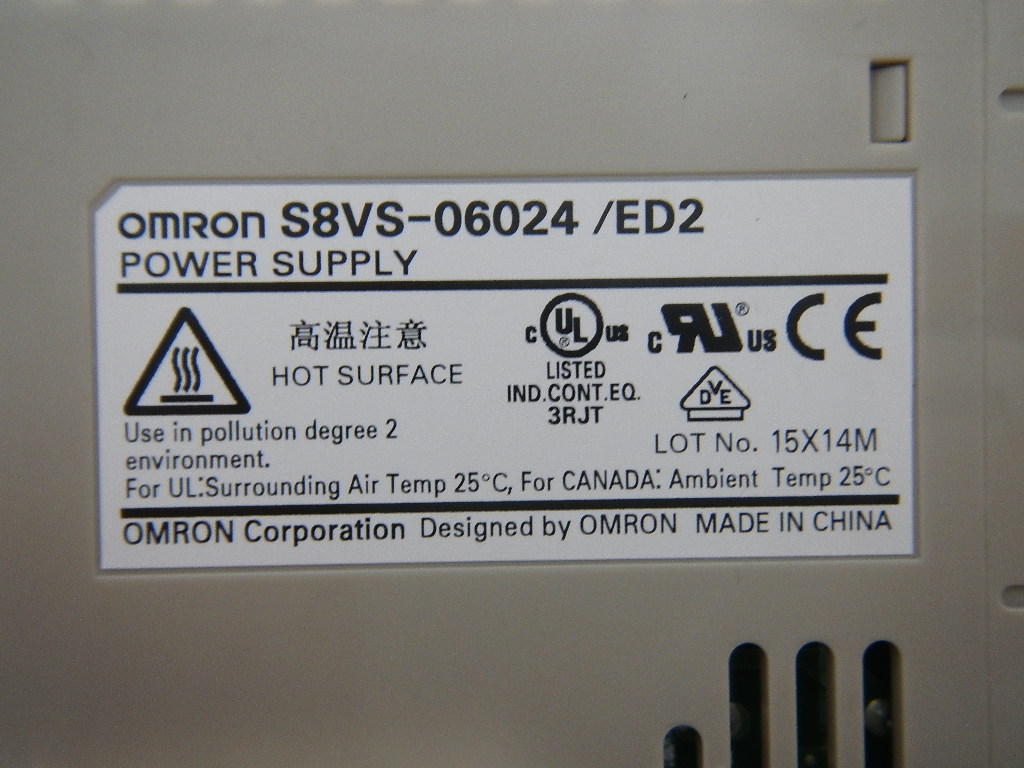 OMRON S8VS-06024 /ED2
POWER SUPPLY
高温注意
HOT SURFACE
C UL® US
LISTED
IND.CONT.EQ.
3RJT
C RU® US
CE
DVE
Use in pollution degree 2
environment.
LOT No. 15X14M
For UL:Surrounding Air Temp 25°C, For CANADA: Ambient Temp 25°C
OMRON Corporation Designed by OMRON MADE IN CHINA